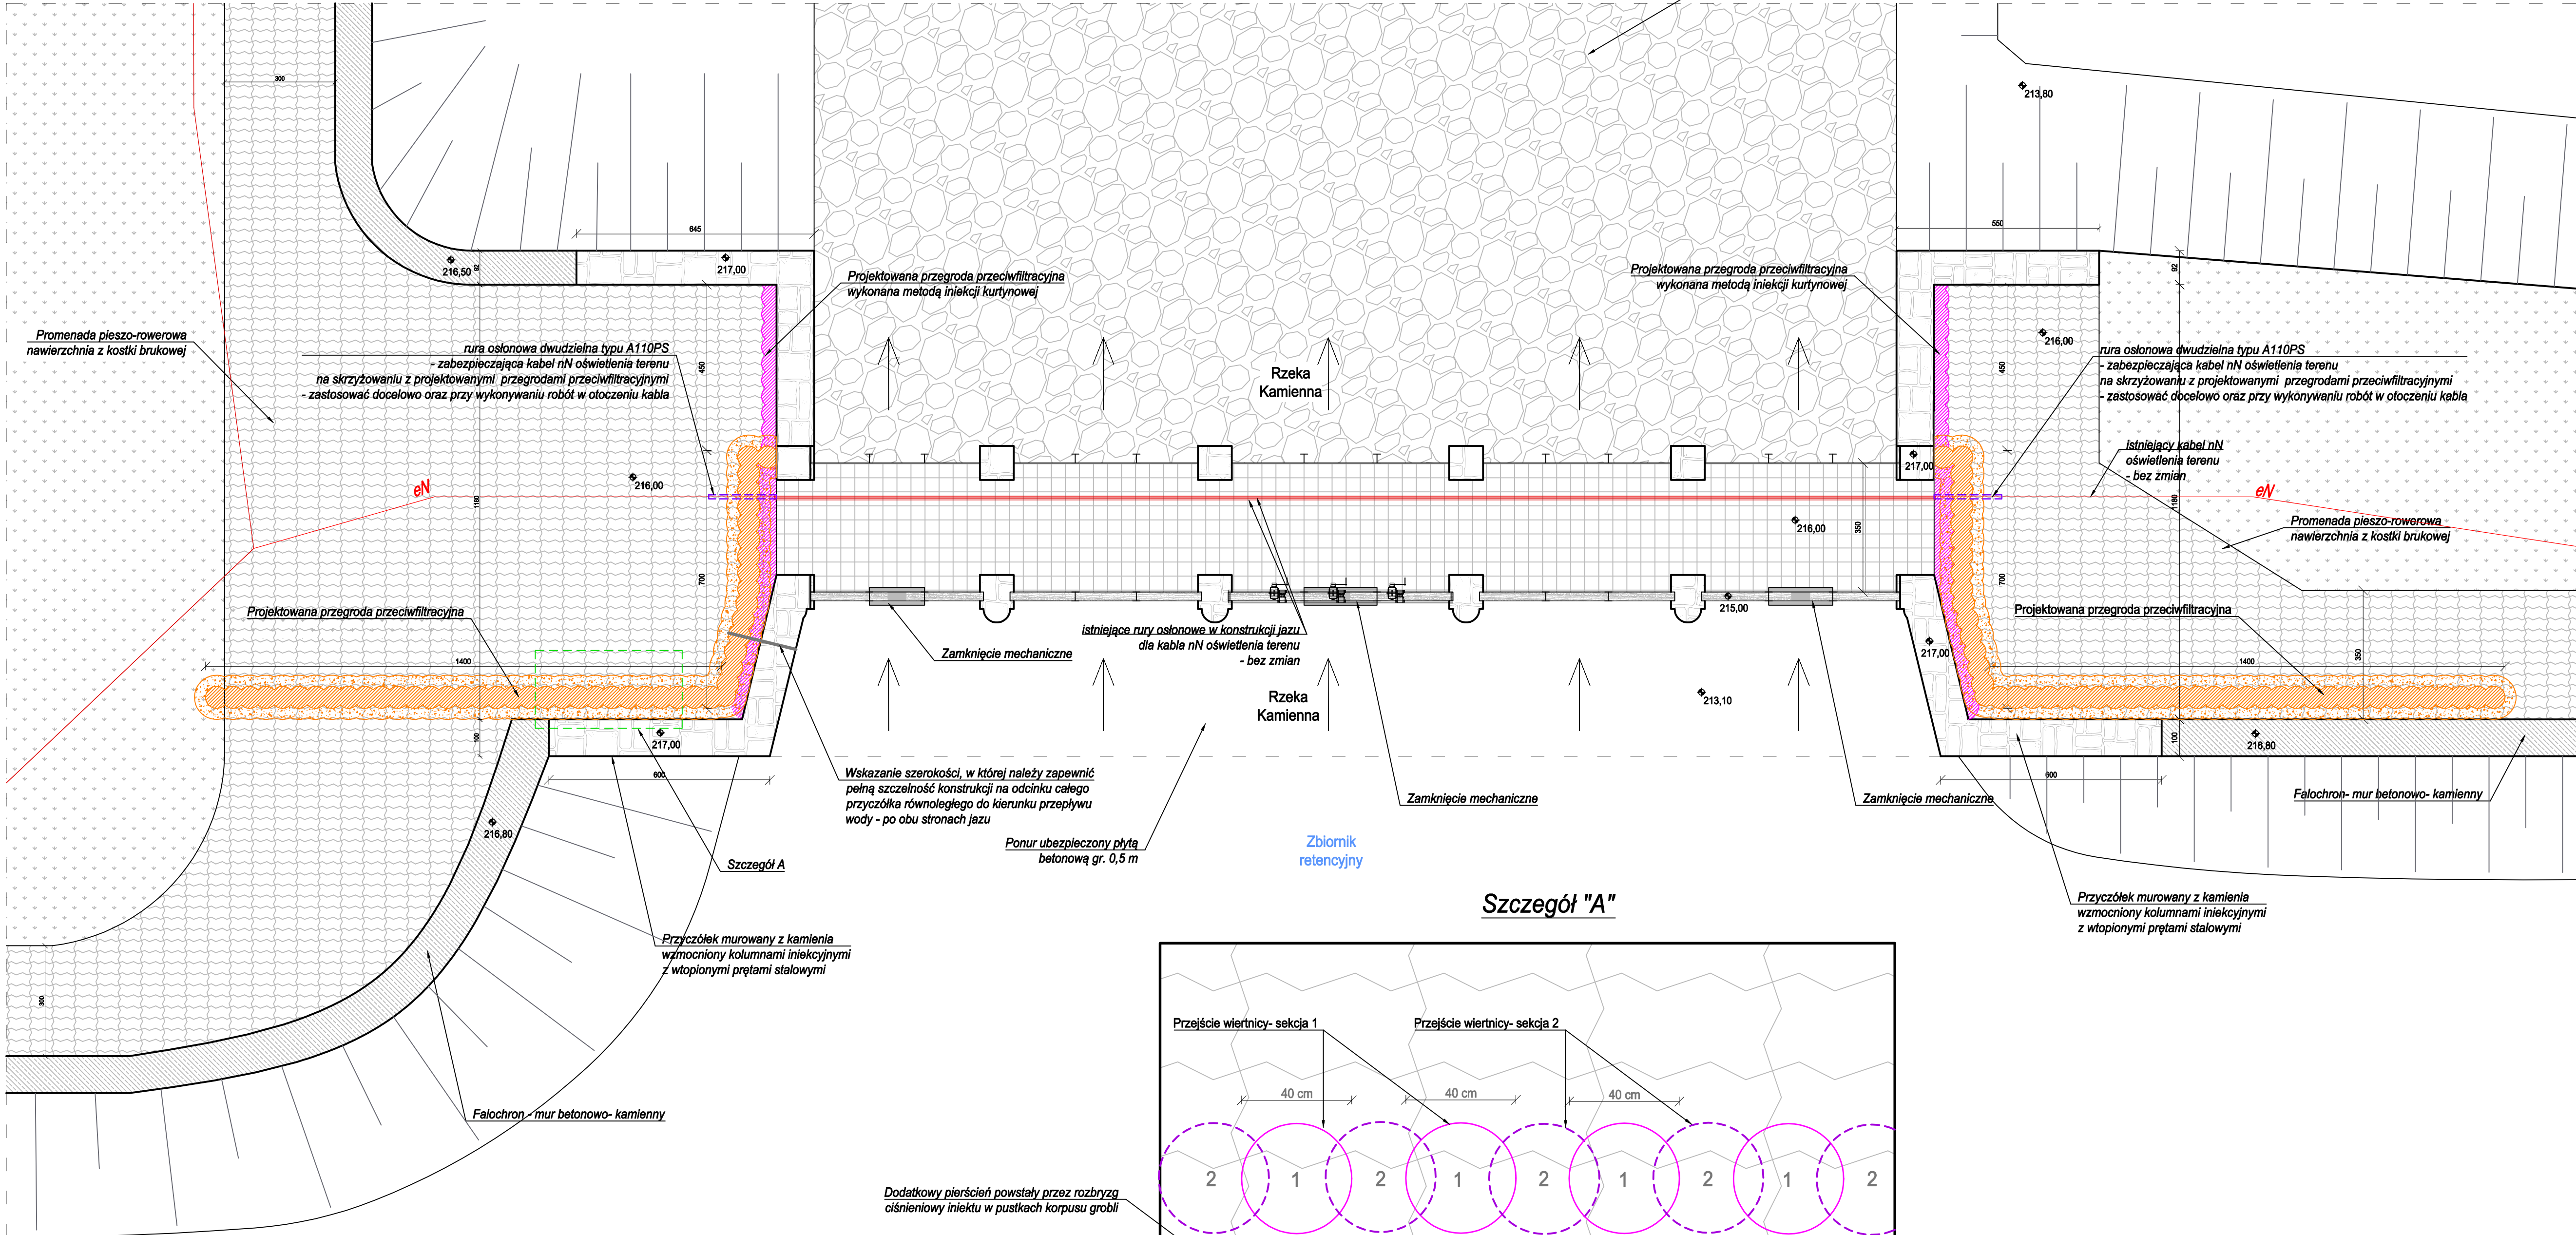 300
213,80
645
550
216,50
92
217,00
92
Projektowana przegroda przeciwfiltracyjna
wykonana metodą iniekcji kurtynowej
Projektowana przegroda przeciwfiltracyjna
wykonana metodą iniekcji kurtynowej
Promenada pieszo-rowerowa
nawierzchnia z kostki brukowej
rura osłonowa dwudzielna typu A110PS
- zabezpieczająca kabel nN oświetlenia terenu
na skrzyżowaniu z projektowanymi przegrodami przeciwfiltracyjnymi
- zastosować docelowo oraz przy wykonywaniu robót w otoczeniu kabla
450
Rzeka
Kamienna
450
216,00
rura osłonowa dwudzielna typu A110PS
- zabezpieczająca kabel nN oświetlenia terenu
na skrzyżowaniu z projektowanymi przegrodami przeciwfiltracyjnymi
- zastosować docelowo oraz przy wykonywaniu robót w otoczeniu kabla
istniejący kabel nN
oświetlenia terenu
- bez zmian
217,00
eN
216,00
1180
216,00
350
1180
eN
Promenada pieszo-rowerowa
nawierzchnia z kostki brukowej
700
700
Projektowana przegroda przeciwfiltracyjna
215,00
Projektowana przegroda przeciwfiltracyjna
istniejące rury osłonowe w konstrukcji jazu
dla kabla nN oświetlenia terenu
- bez zmian
Zamknięcie mechaniczne
217,00
350
1400
1400
Rzeka
Kamienna
213,10
100
217,00
216,80
100
600
600
Wskazanie szerokości, w której należy zapewnić
pełną szczelność konstrukcji na odcinku całego
przyczółka równoległego do kierunku przepływu
wody - po obu stronach jazu
Zamknięcie mechaniczne
Zamknięcie mechaniczne
Falochron- mur betonowo- kamienny
216,80
Ponur ubezpieczony płytą
betonową gr. 0,5 m
Zbiornik
retencyjny
Szczegół A
Szczegół "A"
Przyczółek murowany z kamienia
wzmocniony kolumnami iniekcyjnymi
z wtopionymi prętami stalowymi
Przyczółek murowany z kamienia
wzmocniony kolumnami iniekcyjnymi
z wtopionymi prętami stalowymi
300
Przejście wiertnicy- sekcja 1
Przejście wiertnicy- sekcja 2
40 cm
40 cm
40 cm
Falochron - mur betonowo- kamienny
2 1 2 1 2 1 2 1 2
Dodatkowy pierścień powstały przez rozbryzg
ciśnieniowy iniektu w pustkach korpusu grobli